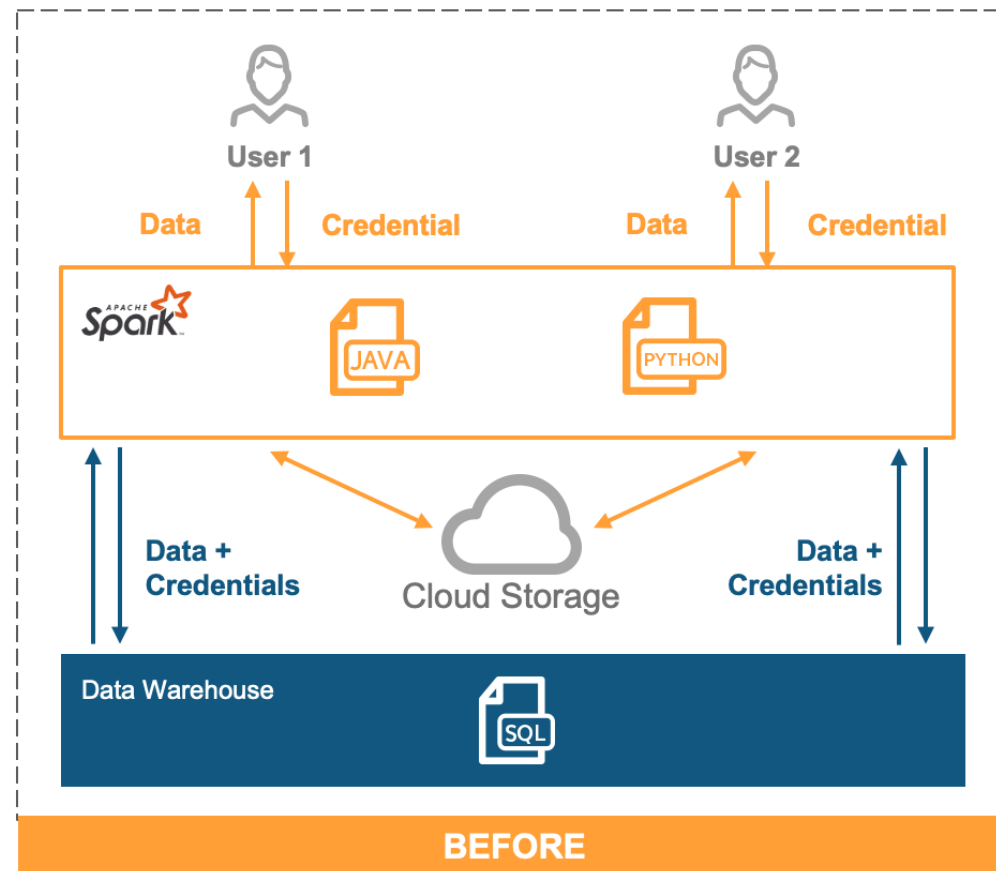 User 1
User 2
Data
Credential
Data
Credential
APACHE
Spark™
JAVA
PYTHON
Data +
Credentials
Cloud Storage
Data +
Credentials
Data Warehouse
SQL
BEFORE